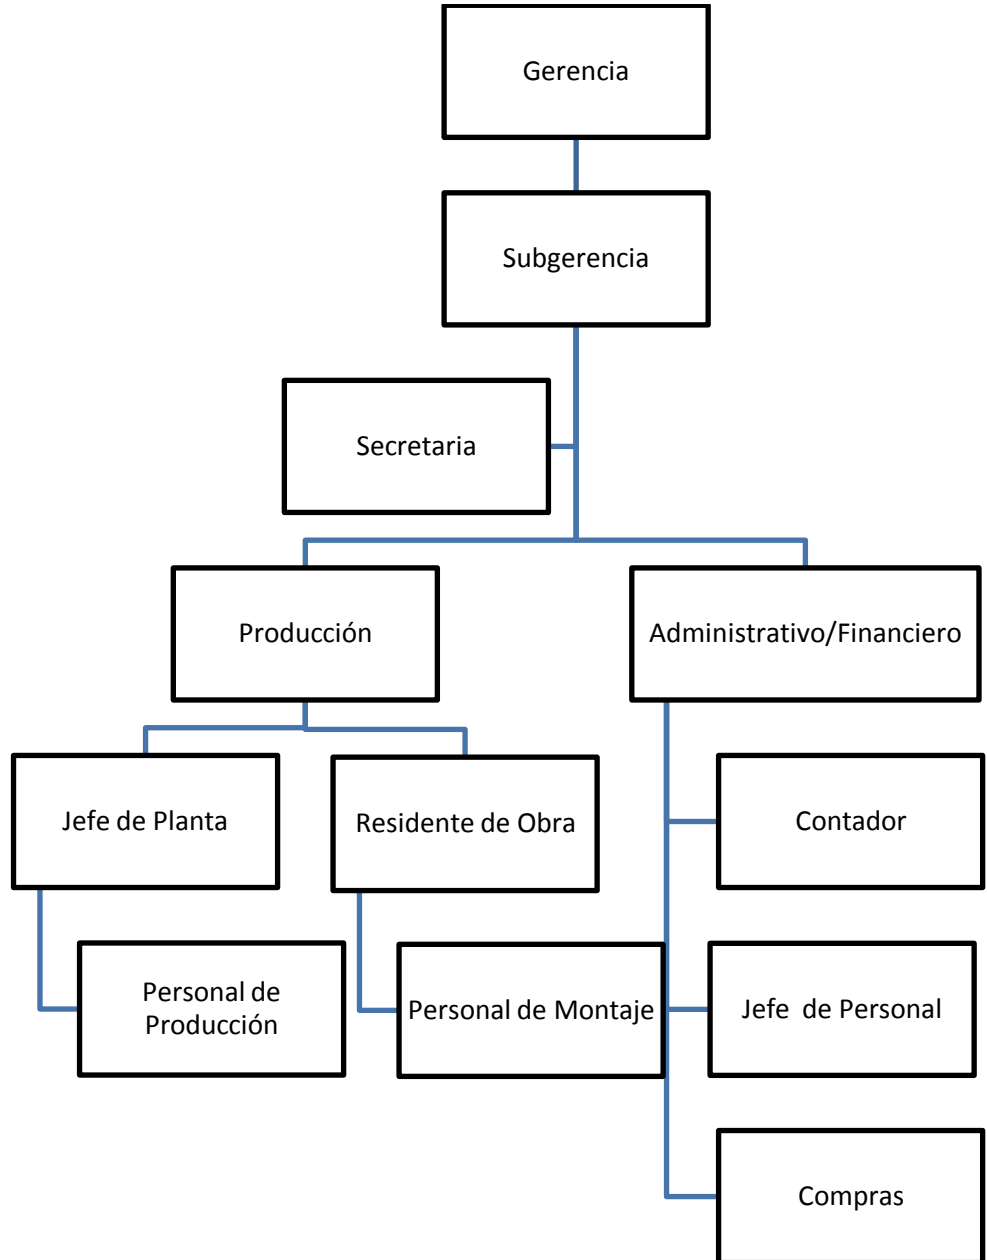 Gerencia
Subgerencia
Secretaria
Producción
Administrativo/Financiero
Jefe de Planta
Residente de Obra
Contador
Personal de
Producción
Personal de Montaje
Jefe  de Personal
Compras